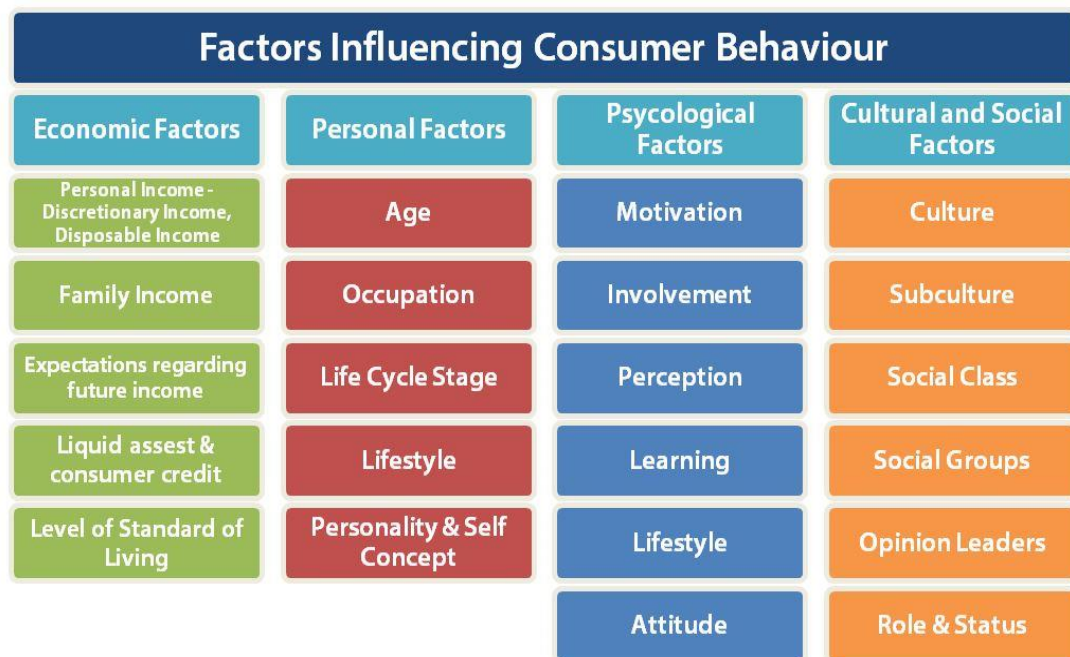 Factors Influencing Consumer Behaviour
Economic Factors
Personal Income -
Discretionary Income,
Disposable Income
Family Income
Expectations regarding
future income
Liquid assest &
consumer credit
Level of Standard of
Living
Personal Factors
Age
Occupation
Life Cycle Stage
Lifestyle
Personality & Self
Concept
Psycological
Factors
Motivation
Involvement
Perception
Learning
Lifestyle
Attitude
Cultural and Social
Factors
Culture
Subculture
Social Class
Social Groups
Opinion Leaders
Role & Status